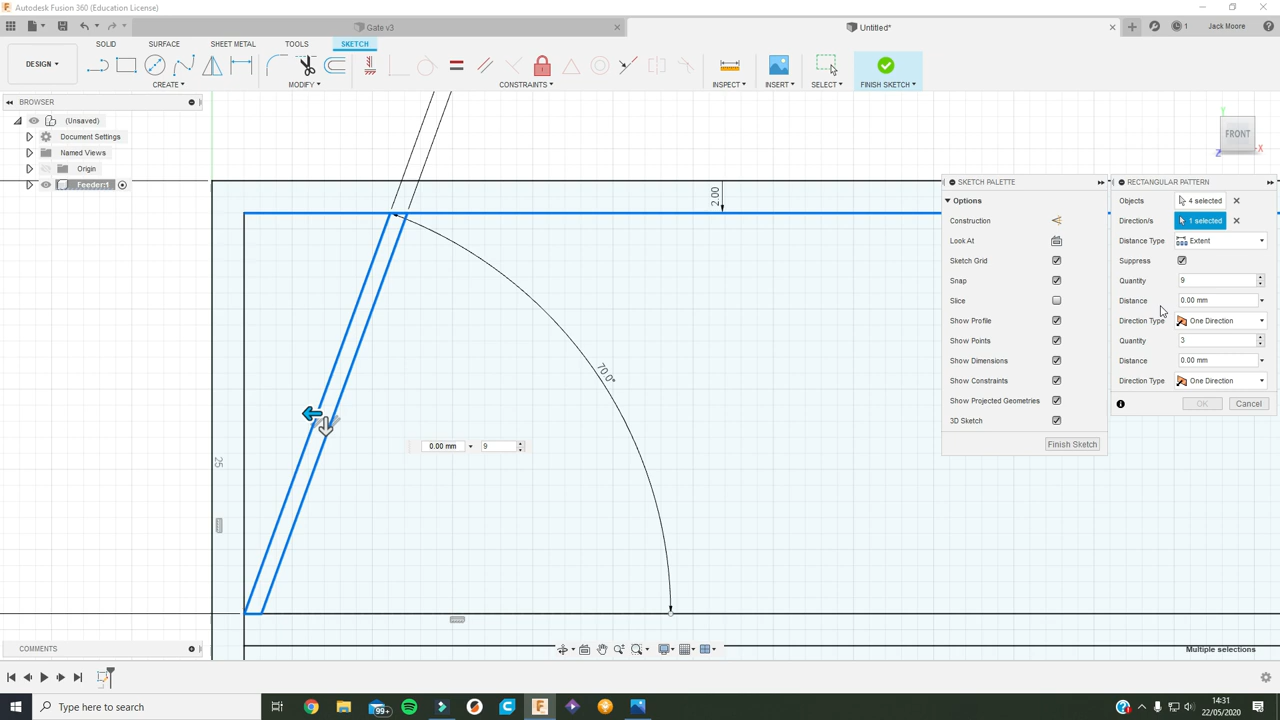 Autodesk Fusion 360 (Education License)
Gate v3
Untitled*
1
Jack Moore
SOLID
SURFACE
SHEET METAL
TOOLS
SKETCH
DESIGN
CREATE
MODIFY
CONSTRAINTS
INSPECT
INSERT
SELECT
FINISH SKETCH
BROWSER
(Unsaved)
Document Settings
Named Views
Origin
Feeder:1
FRONT
Y
X
Z
2.00
70.0°
25
0.00 mm
9
SKETCH PALETTE
Options
Construction
Look At
Sketch Grid
Snap
Slice
Show Profile
Show Points
Show Dimensions
Show Constraints
Show Projected Geometries
3D Sketch
Finish Sketch
RECTANGULAR PATTERN
Objects
4 selected
Direction/s
1 selected
Distance Type
Extent
Suppress
Quantity
9
Distance
0.00 mm
Direction Type
One Direction
Quantity
3
Distance
0.00 mm
Direction Type
One Direction
OK
Cancel
COMMENTS
Multiple selections
Type here to search
99+
14:31
22/05/2020